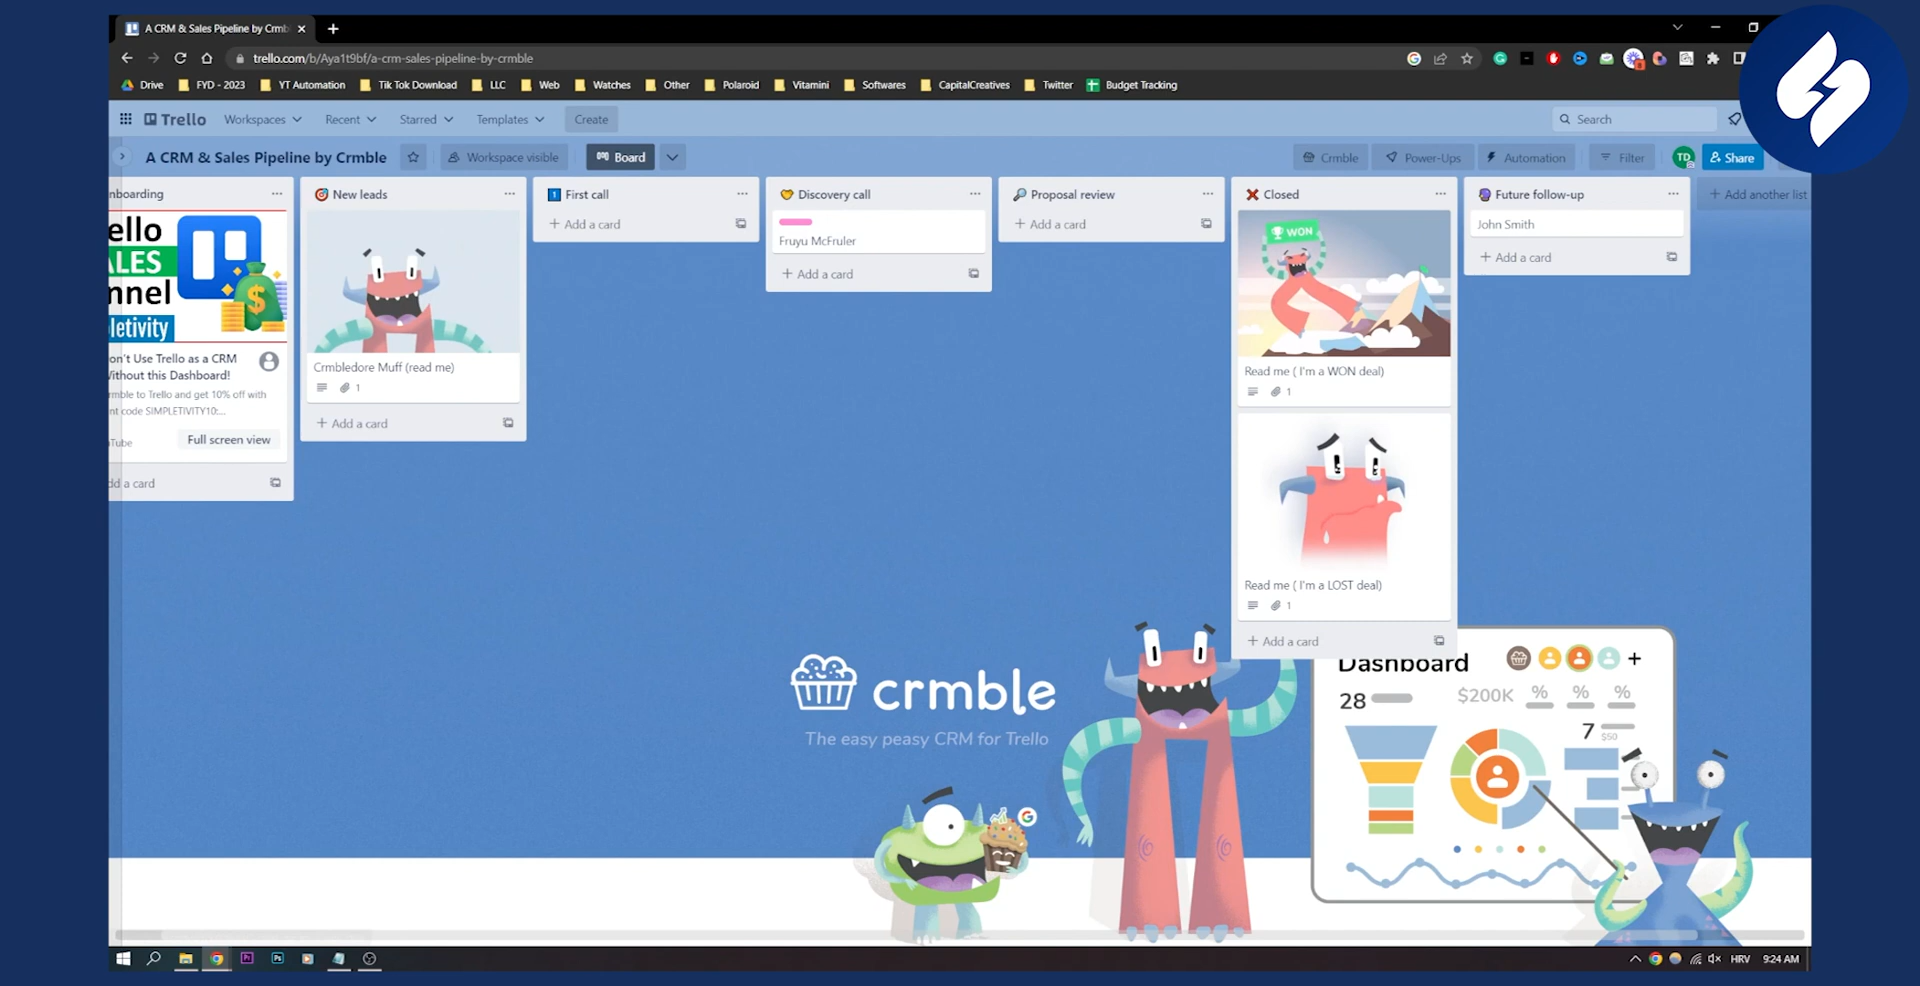 A CRM & Sales Pipeline by Crmb
trello.com/b/Aya1t9bf/a-crm-sales-pipeline-by-crmble
Drive
FYD - 2023
YT Automation
Tik Tok Download
LLC
Web
Watches
Other
Polaroid
Vitamini
Softwares
CapitalCreatives
Twitter
Budget Tracking
Trello
Workspaces
Recent
Starred
Templates
Create
Search
A CRM & Sales Pipeline by Crmble
Workspace visible
Board
Crmble
Power-Ups
Automation
Filter
TD
Share
nboarding
ello
ALES
nnel
letivity
on't Use Trello as a CRM
Vithout this Dashboard!
rmble to Trello and get 10% off with
nt code SIMPLETIVITY10:...
Tube
Full screen view
dd a card
New leads
Crmbledore Muff (read me)
1
+ Add a card
1 First call
+ Add a card
Discovery call
Fruyu McFruler
+ Add a card
Proposal review
+ Add a card
Closed
WON
Read me ( I'm a WON deal)
1
Read me ( I'm a LOST deal)
1
+ Add a card
Future follow-up
John Smith
+ Add a card
+ Add another list
crmble
The easy peasy CRM for Trello
Dashboard
28
$200K
% % %
7
$50
G
Pr
Ps
HRV
9:24 AM